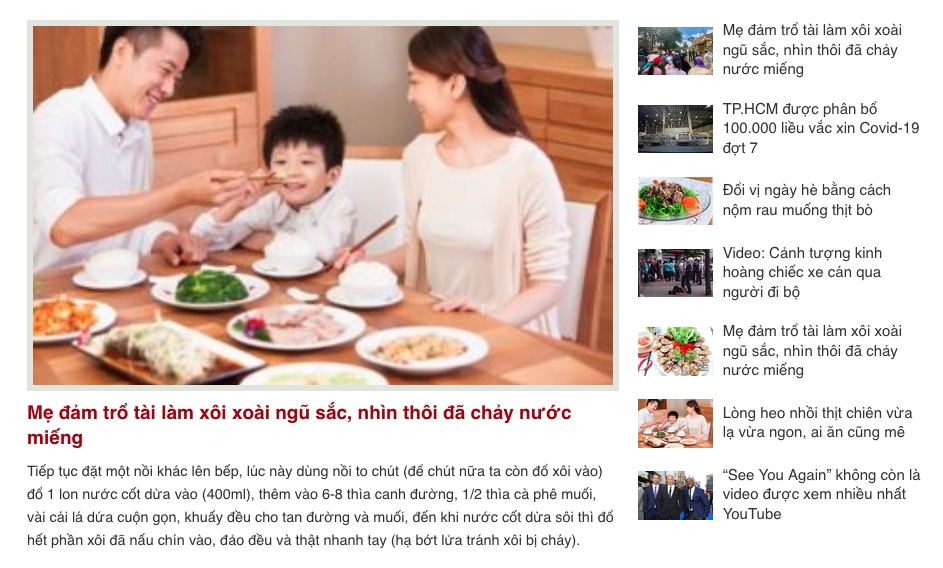 Mẹ đảm trổ tài làm xôi xoài ngũ sắc, nhìn thôi đã chảy nước
miếng
Tiếp tục đặt một nồi khác lên bếp, lúc này dùng nồi to chút (để chút nữa ta còn đổ xôi vào)
đổ 1 lon nước cốt dừa vào (400ml), thêm vào 6-8 thìa canh đường, 1/2 thìa cà phê muối,
vài cái lá dứa cuộn gọn, khuấy đều cho tan đường và muối, đến khi nước cốt dừa sôi thì đổ
hết phần xôi đã nấu chín vào, đảo đều và thật nhanh tay (hạ bớt lửa tránh xôi bị cháy).
Mẹ đảm trổ tài làm xôi xoài
ngũ sắc, nhìn thôi đã chảy
nước miếng
TP.HCM được phân bổ
100.000 liều vắc xin Covid-19
đợt 7
Đổi vị ngày hè bằng cách
nộm rau muống thịt bò
Video: Cảnh tượng kinh
hoàng chiếc xe cán qua
người đi bộ
Mẹ đảm trổ tài làm xôi xoài
ngũ sắc, nhìn thôi đã chảy
nước miếng
Lòng heo nhồi thịt chiên vừa
lạ vừa ngon, ai ăn cũng mê
“See You Again” không còn là
video được xem nhiều nhất
YouTube